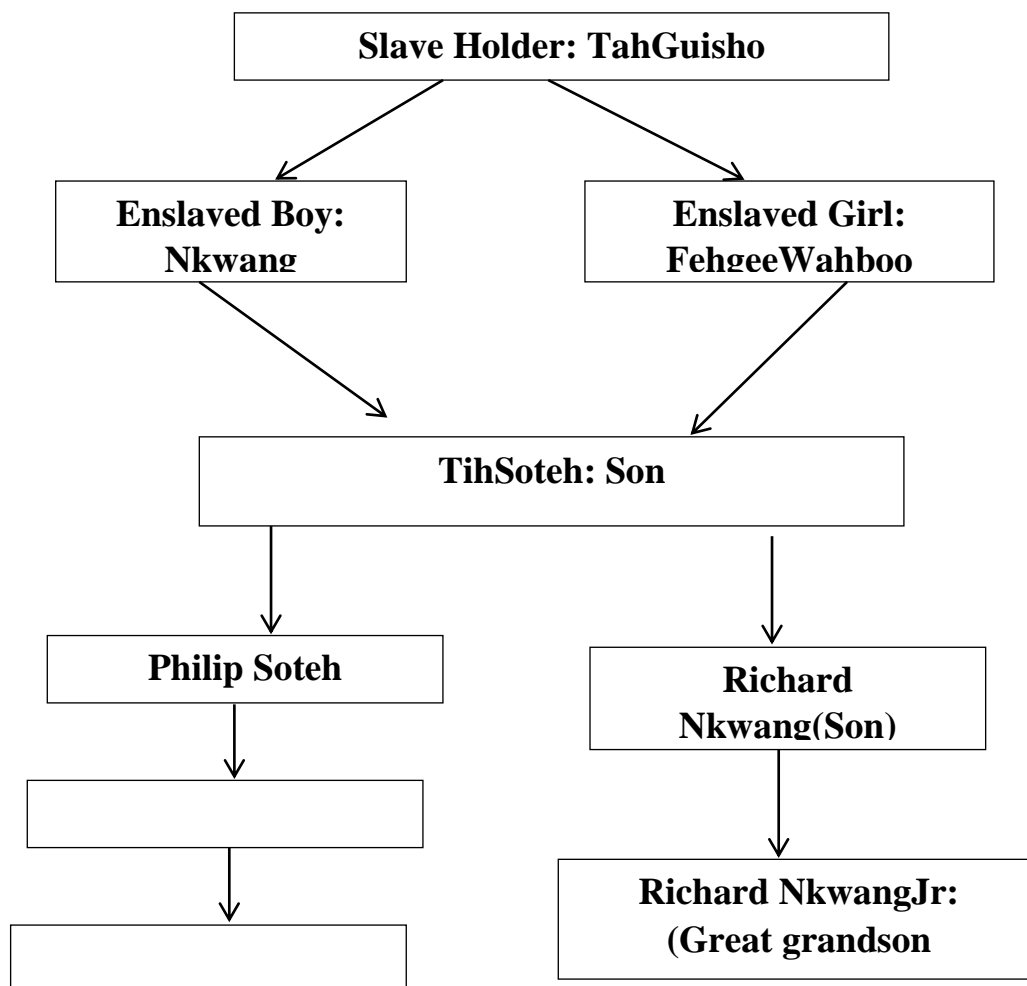 Slave Holder: TahGuisho
Enslaved Boy:
Nkwang
Enslaved Girl:
FehgeeWahboo
TihSoteh: Son
Philip Soteh
Richard
Nkwang(Son)
Richard NkwangJr:
(Great grandson